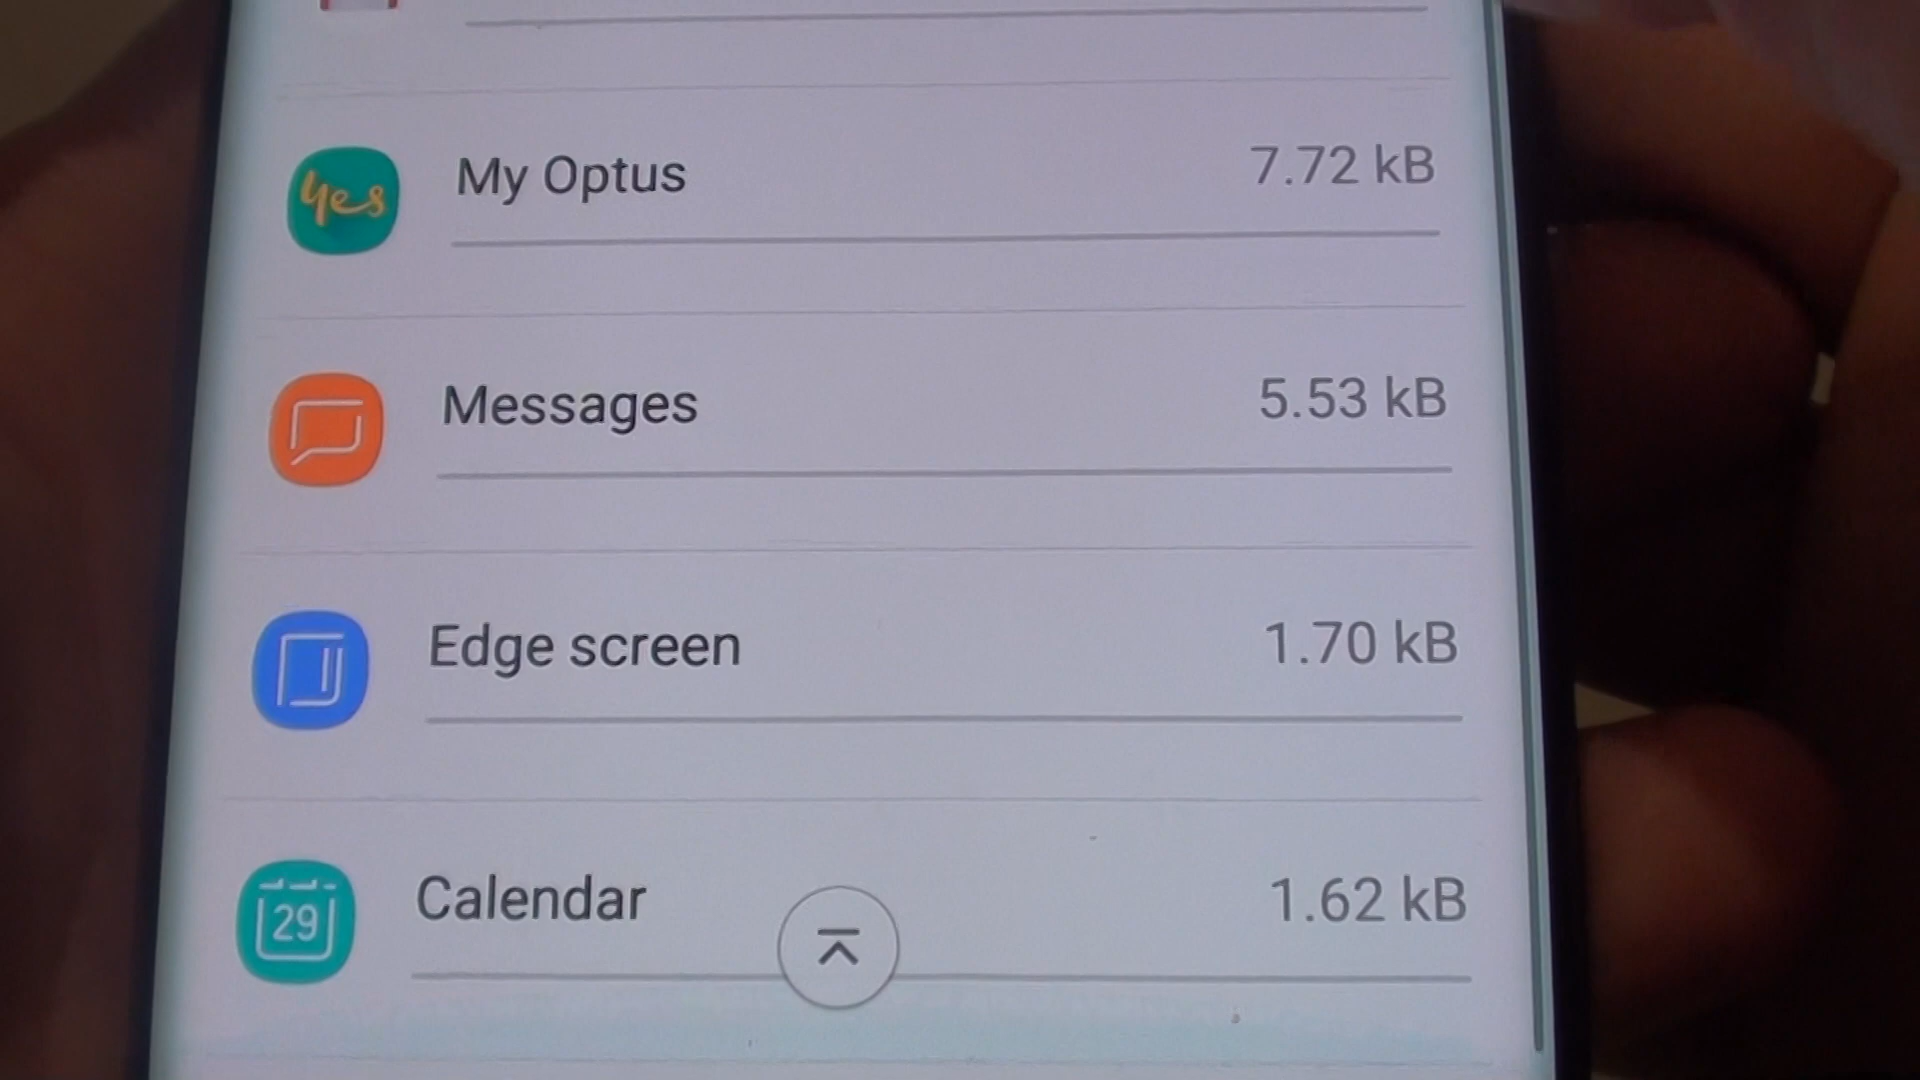 yes
My Optus
7.72 kB
Messages
5.53 kB
Edge screen
1.70 kB
29
Calendar
1.62 kB